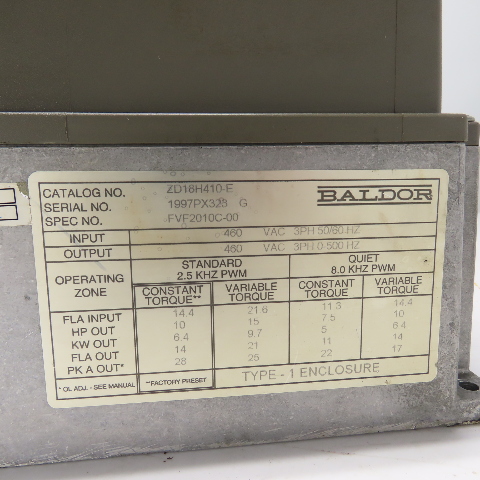 CATALOG NO. ZD18H410-E
SERIAL NO. 1997PX328 G
SPEC NO. FVF2010C-00
BALDOR
INPUT 460 VAC 3PH 50/60 HZ
OUTPUT 460 VAC 3PH 0-500 HZ
OPERATING ZONE
STANDARD 2.5 KHZ PWM
QUIET 8.0 KHZ PWM
CONSTANT TORQUE** VARIABLE TORQUE CONSTANT TORQUE VARIABLE TORQUE
FLA INPUT 14.4 21.6 11.3 14.4
HP OUT 10 15 7.5 10
KW OUT 6.4 9.7 5 6.4
FLA OUT 14 21 11 14
PK A OUT* 28 25 22 17
* OL ADJ. - SEE MANUAL
**FACTORY PRESET
TYPE - 1 ENCLOSURE